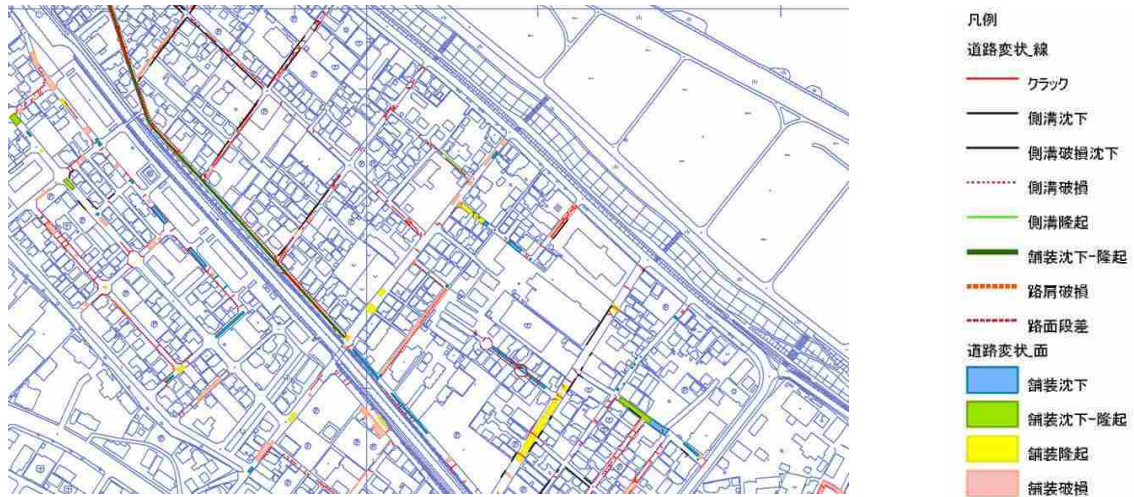 凡例
道路変状_線
クラック
側溝沈下
側溝破損沈下
側溝破損
側溝隆起
舗装沈下-隆起
路肩破損
路面段差
道路変状_面
舗装沈下
舗装沈下-隆起
舗装隆起
舗装破損